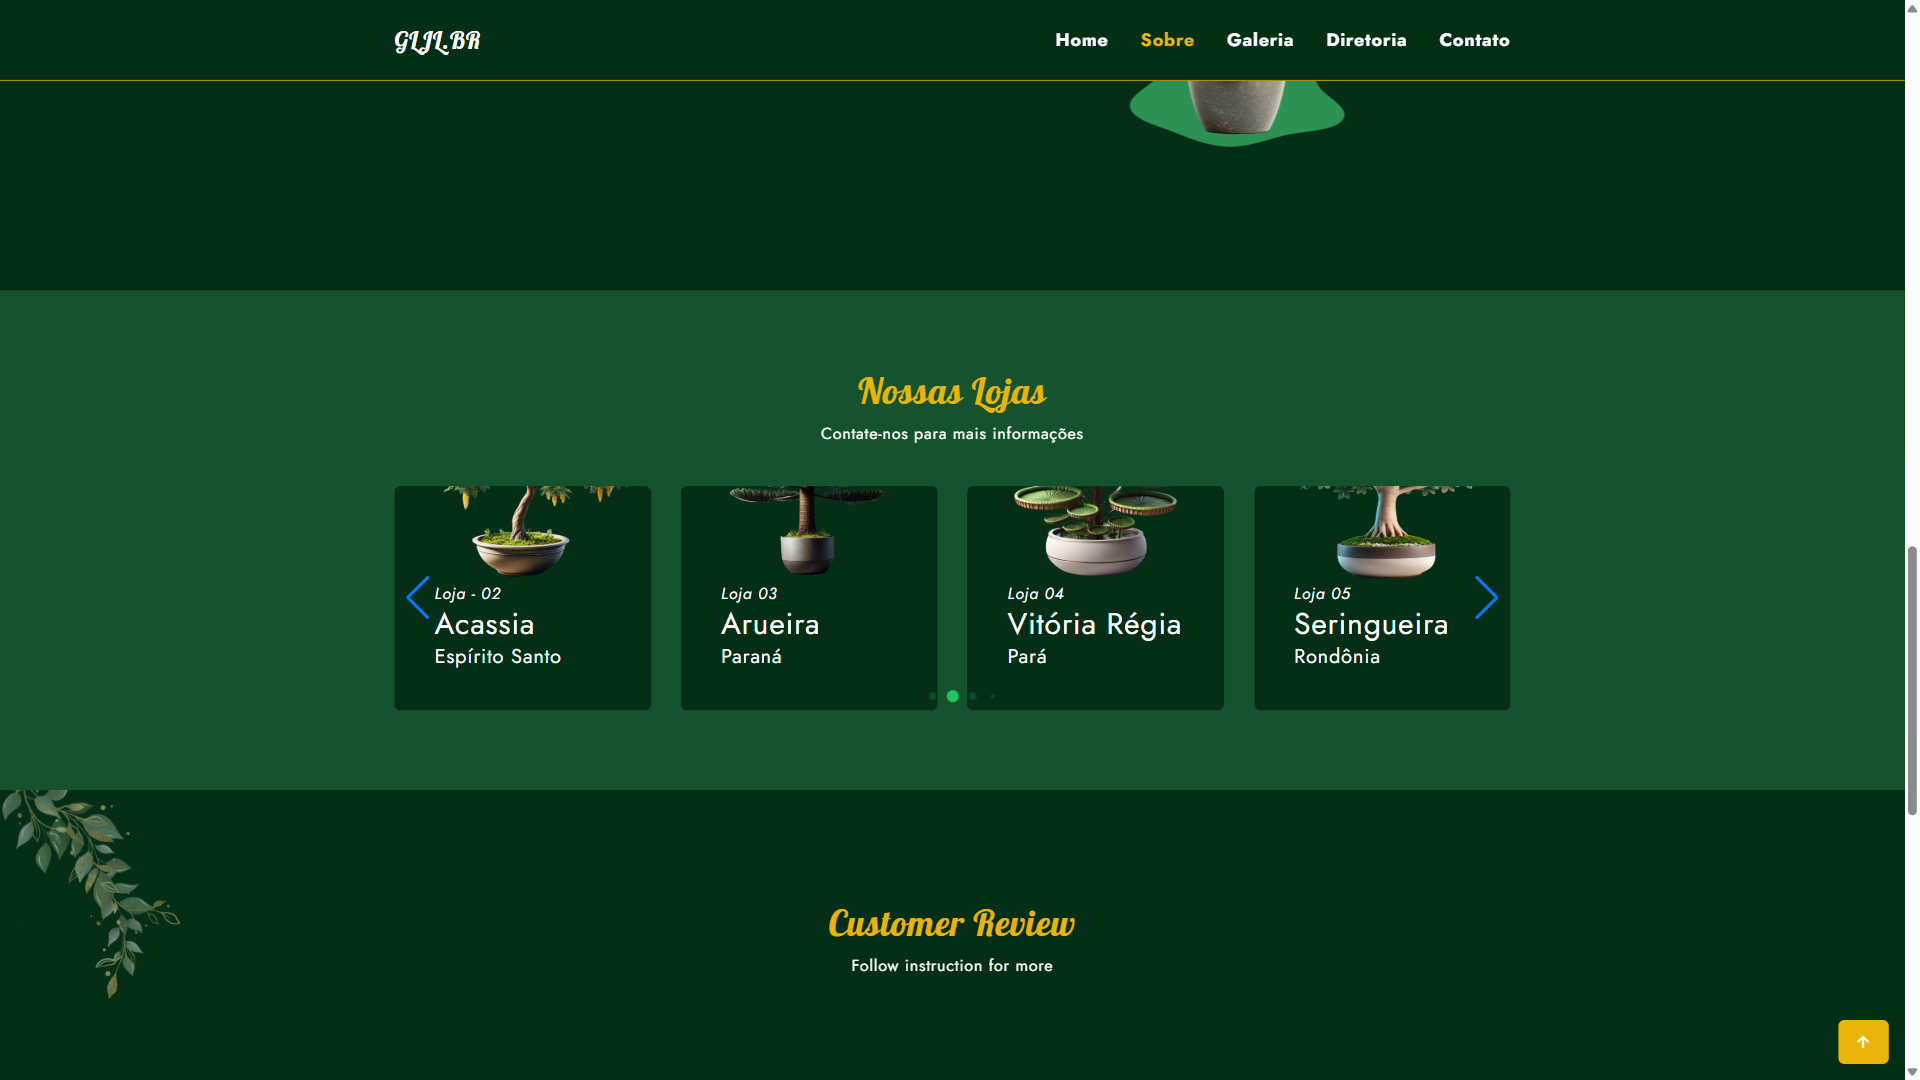 GLJL.BR
Home Sobre Galeria Diretoria Contato
Nossas Lojas
Contate-nos para mais informações
Loja - 02
Acassia
Espírito Santo
Loja 03
Arueira
Paraná
Loja 04
Vitória Régia
Pará
Loja 05
Seringueira
Rondônia
Customer Review
Follow instruction for more